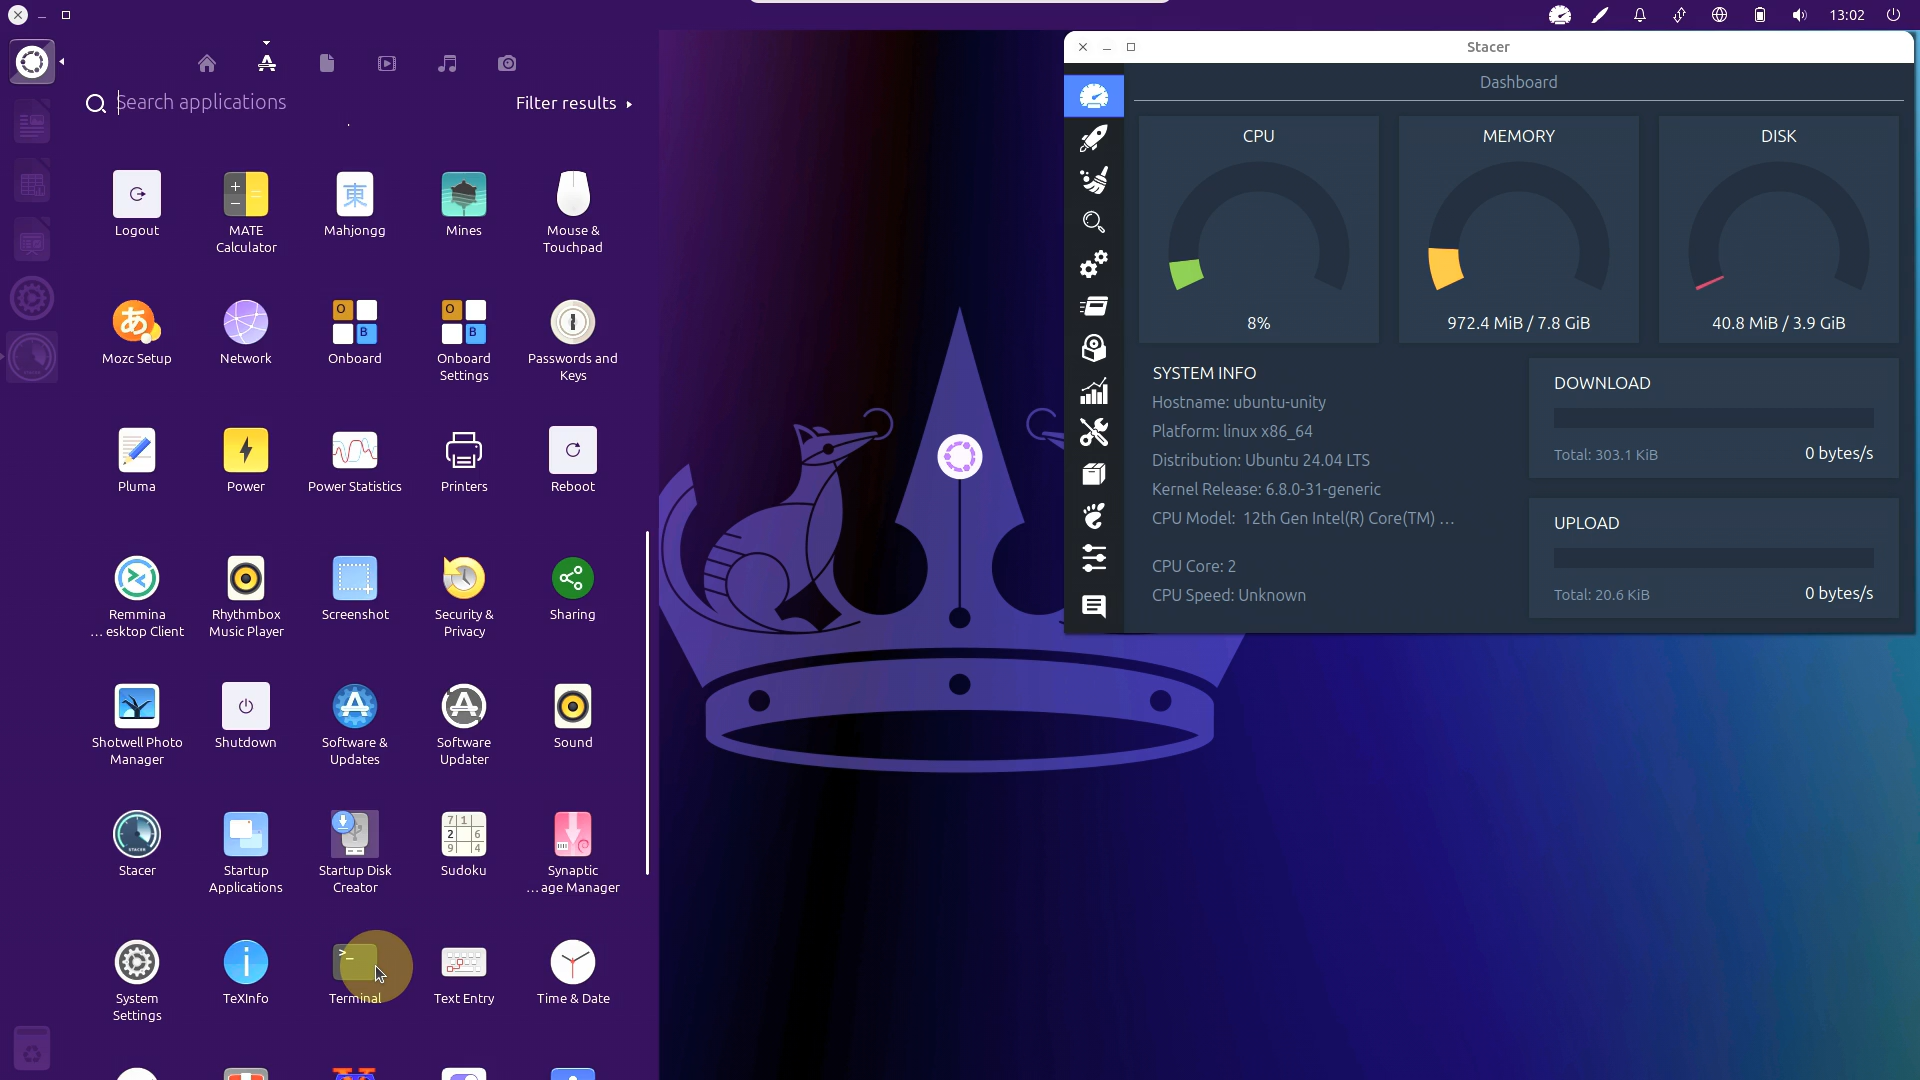 13:02
Search applications
Filter results
Logout
MATE
Calculator
Mahjongg
Mines
Mouse &
Touchpad
Mozc Setup
Network
Onboard
Onboard
Settings
Passwords and
Keys
Pluma
Power
Power Statistics
Printers
Reboot
Remmina
...esktop Client
Rhythmbox
Music Player
Screenshot
Security &
Privacy
Sharing
Shotwell Photo
Manager
Shutdown
Software &
Updates
Software
Updater
Sound
Stacer
Startup
Applications
Startup Disk
Creator
Sudoku
Synaptic
...age Manager
System
Settings
TeXInfo
Terminal
Text Entry
Time & Date
Stacer
Dashboard
CPU
8%
MEMORY
972.4 MiB / 7.8 GiB
DISK
40.8 MiB / 3.9 GiB
SYSTEM INFO
Hostname: ubuntu-unity
Platform: linux x86_64
Distribution: Ubuntu 24.04 LTS
Kernel Release: 6.8.0-31-generic
CPU Model: 12th Gen Intel(R) Core(TM) ...
CPU Core: 2
CPU Speed: Unknown
DOWNLOAD
Total: 303.1 KiB
0 bytes/s
UPLOAD
Total: 20.6 KiB
0 bytes/s